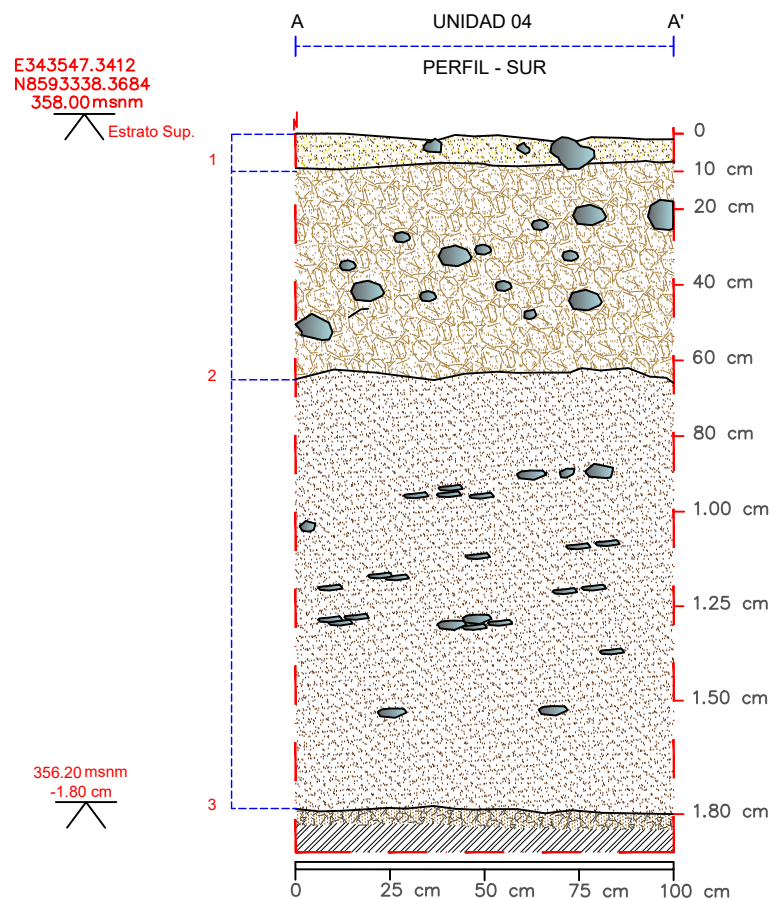 A UNIDAD 04 A'
PERFIL - SUR
E343547.3412
N8593338.3684
358.00 msnm
Estrato Sup.
0
1
10 cm
20 cm
40 cm
60 cm
2
80 cm
1.00 cm
1.25 cm
1.50 cm
356.20 msnm
-1.80 cm
3
1.80 cm
0 25 cm 50 cm 75 cm 100 cm